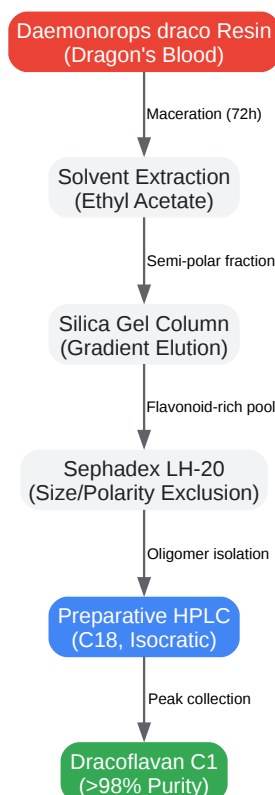 Daemonorops draco Resin
(Dragon's Blood)
Maceration (72h)
Solvent Extraction
(Ethyl Acetate)
Semi-polar fraction
Silica Gel Column
(Gradient Elution)
Flavonoid-rich pool
Sephadex LH-20
(Size/Polarity Exclusion)
Oligomer isolation
Preparative HPLC
(C18, Isocratic)
Peak collection
Dracoflavan C1
(>98% Purity)